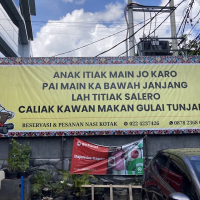 ANAK ITIAK MAIN JO KARO
PAI MAIN KA BAWAH JANJANG
LAH TITIAK SALERO
CALIAK KAWAN MAKAN GULAI TUNJAN
RESERVASI & PESANAN NASI KOTAK